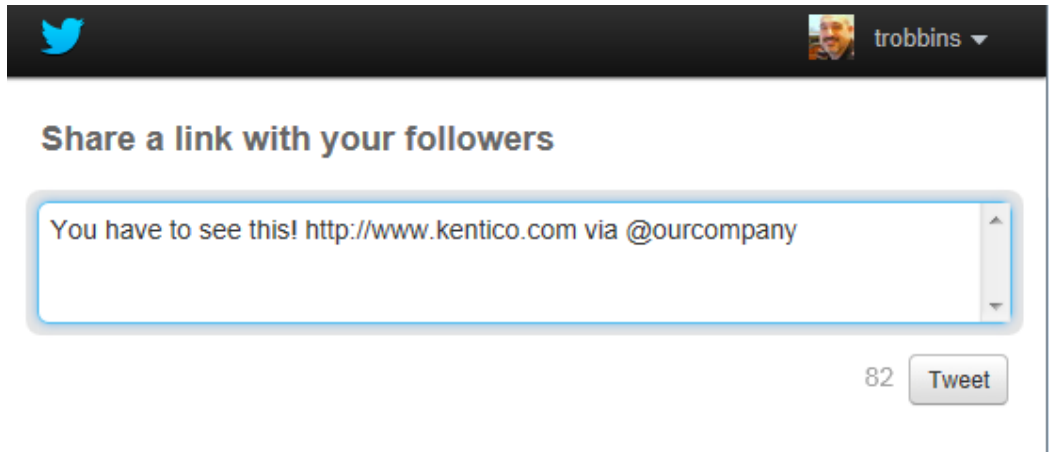 trobbins
Share a link with your followers
You have to see this! http://www.kentico.com via @ourcompany
82
Tweet